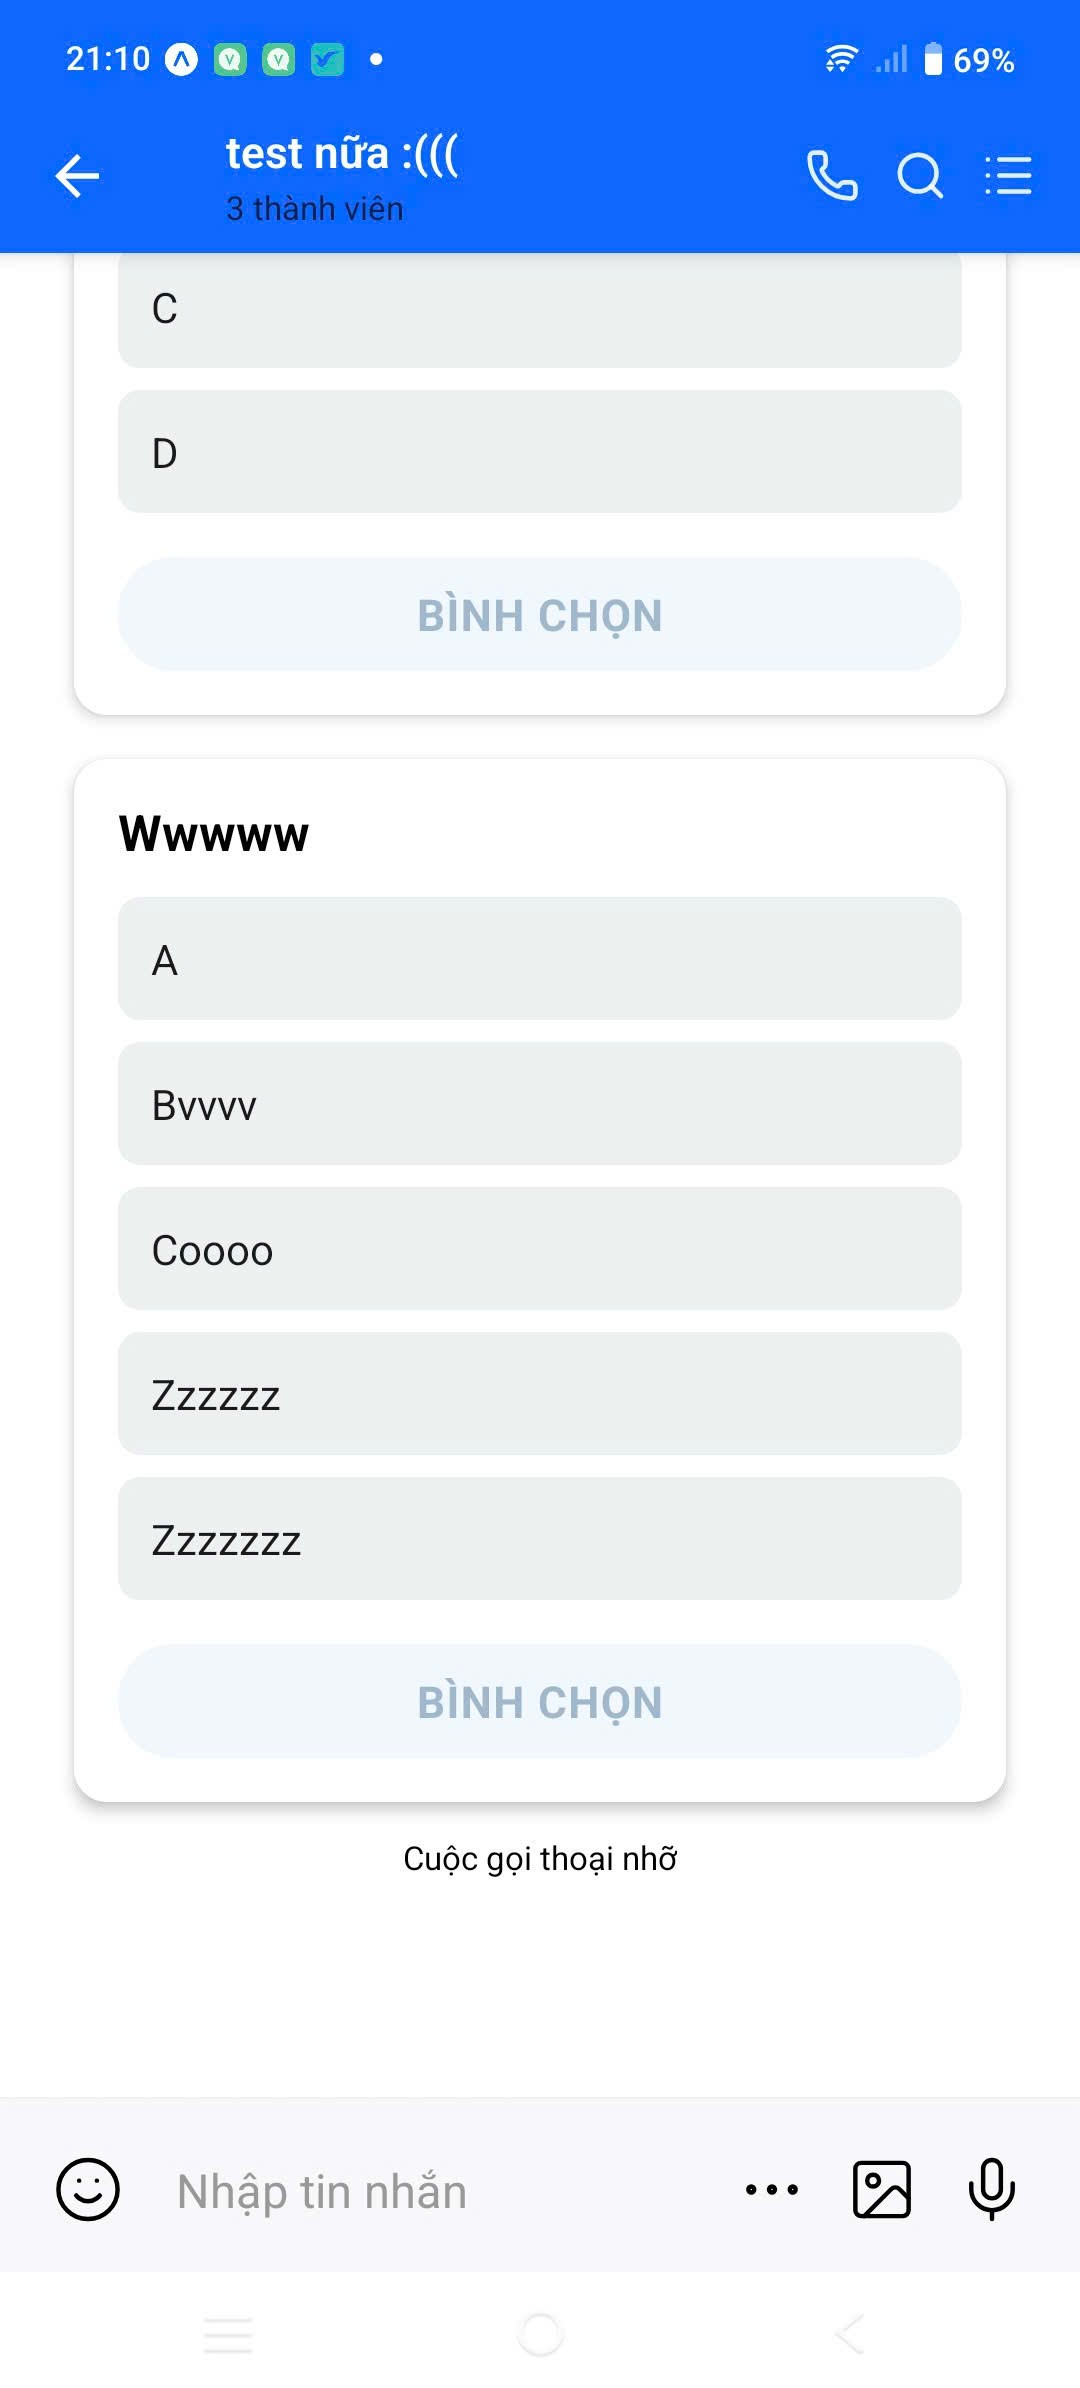 21:10
69%
test nữa :(((
3 thành viên
C
D
BÌNH CHỌN
Wwwww
A
Bvvvv
Coooo
Zzzzzz
Zzzzzzz
BÌNH CHỌN
Cuộc gọi thoại nhỡ
Nhập tin nhắn